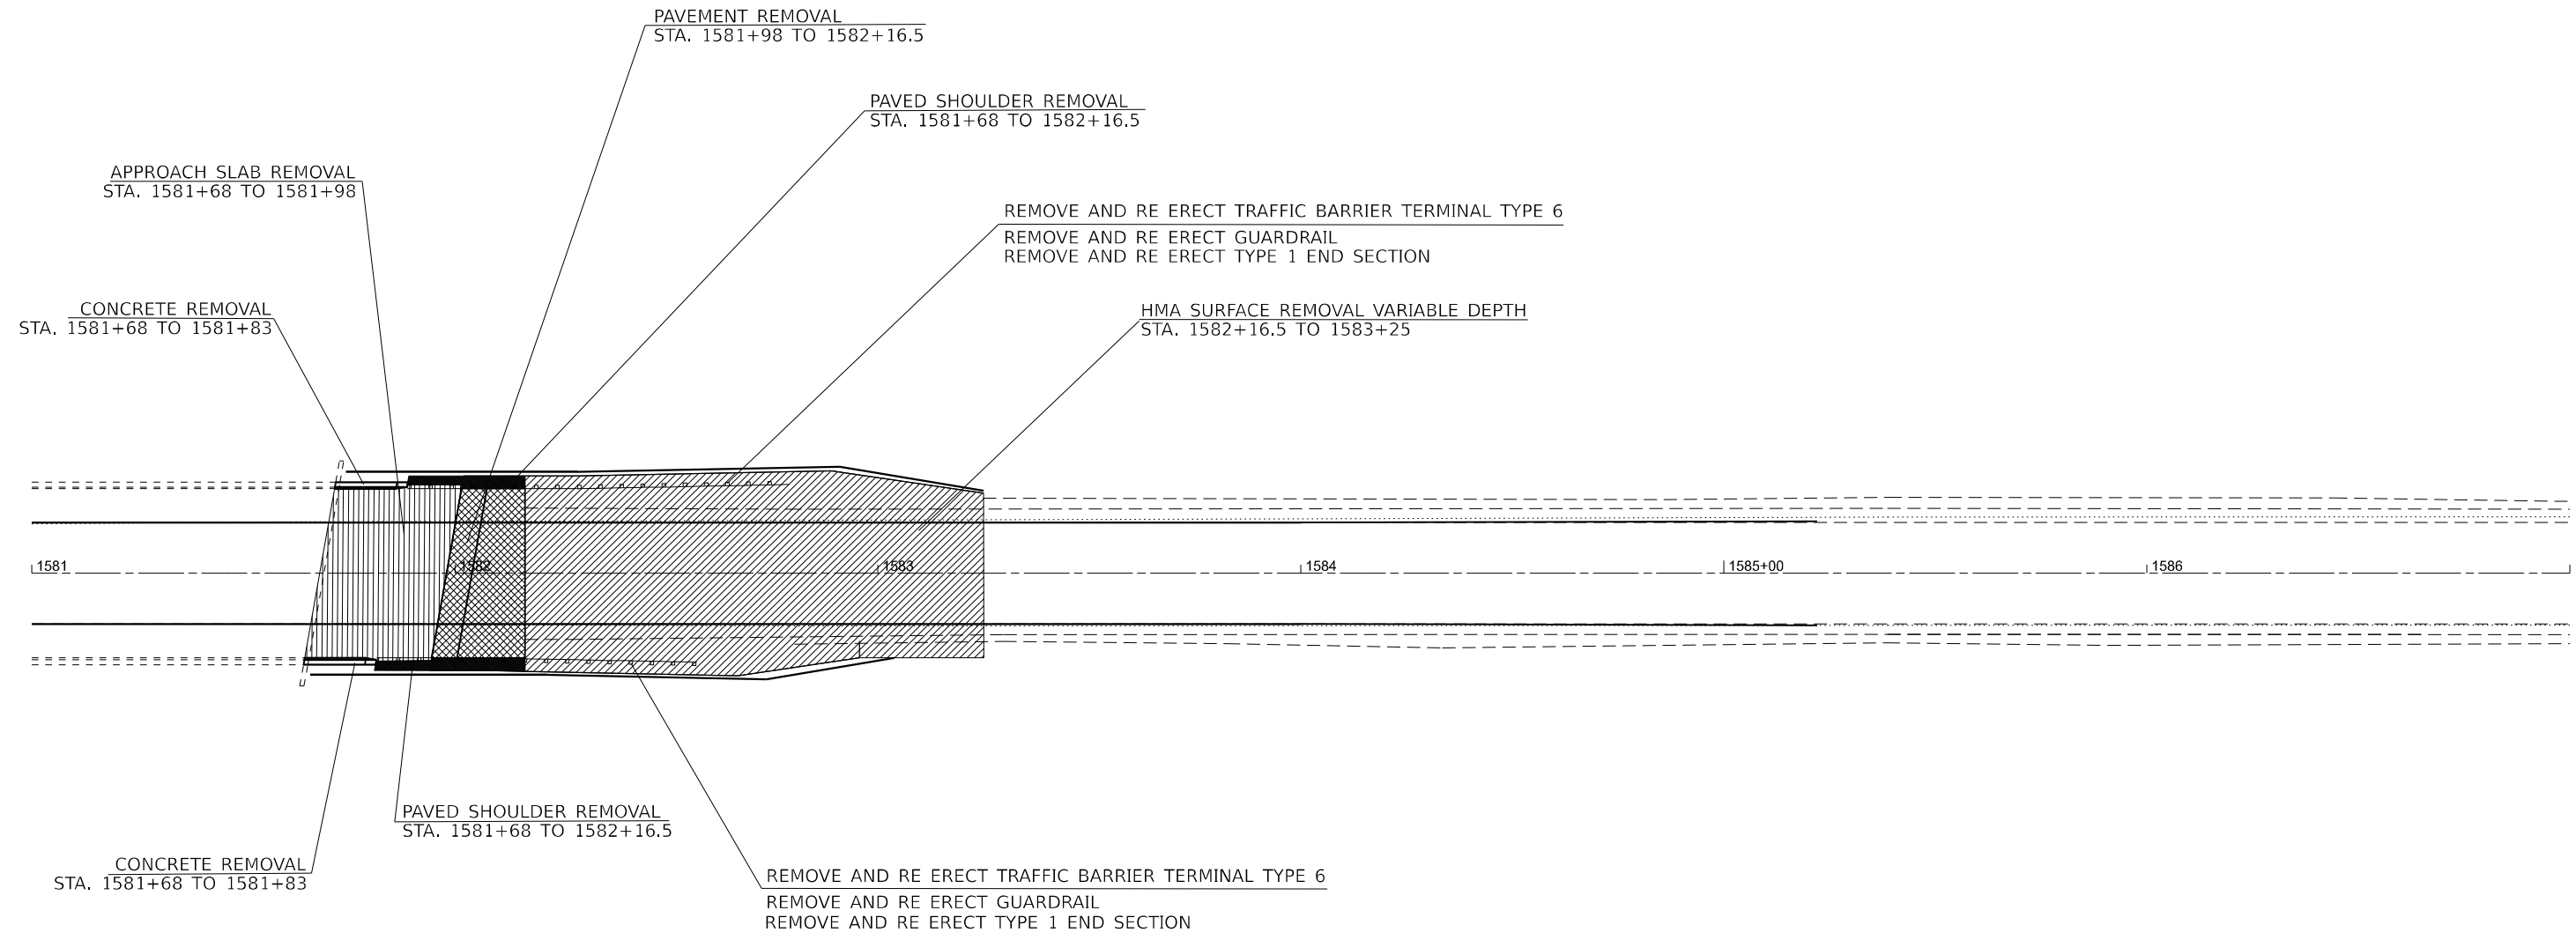 PAVEMENT REMOVAL
STA. 1581+98 TO 1582+16.5
PAVED SHOULDER REMOVAL
STA. 1581+68 TO 1582+16.5
APPROACH SLAB REMOVAL
STA. 1581+68 TO 1581+98
REMOVE AND RE ERECT TRAFFIC BARRIER TERMINAL TYPE 6
REMOVE AND RE ERECT GUARDRAIL
REMOVE AND RE ERECT TYPE 1 END SECTION
CONCRETE REMOVAL
STA. 1581+68 TO 1581+83
HMA SURFACE REMOVAL VARIABLE DEPTH
STA. 1582+16.5 TO 1583+25
1581
1582
1583
1584
1585+00
1586
PAVED SHOULDER REMOVAL
STA. 1581+68 TO 1582+16.5
CONCRETE REMOVAL
STA. 1581+68 TO 1581+83
REMOVE AND RE ERECT TRAFFIC BARRIER TERMINAL TYPE 6
REMOVE AND RE ERECT GUARDRAIL
REMOVE AND RE ERECT TYPE 1 END SECTION